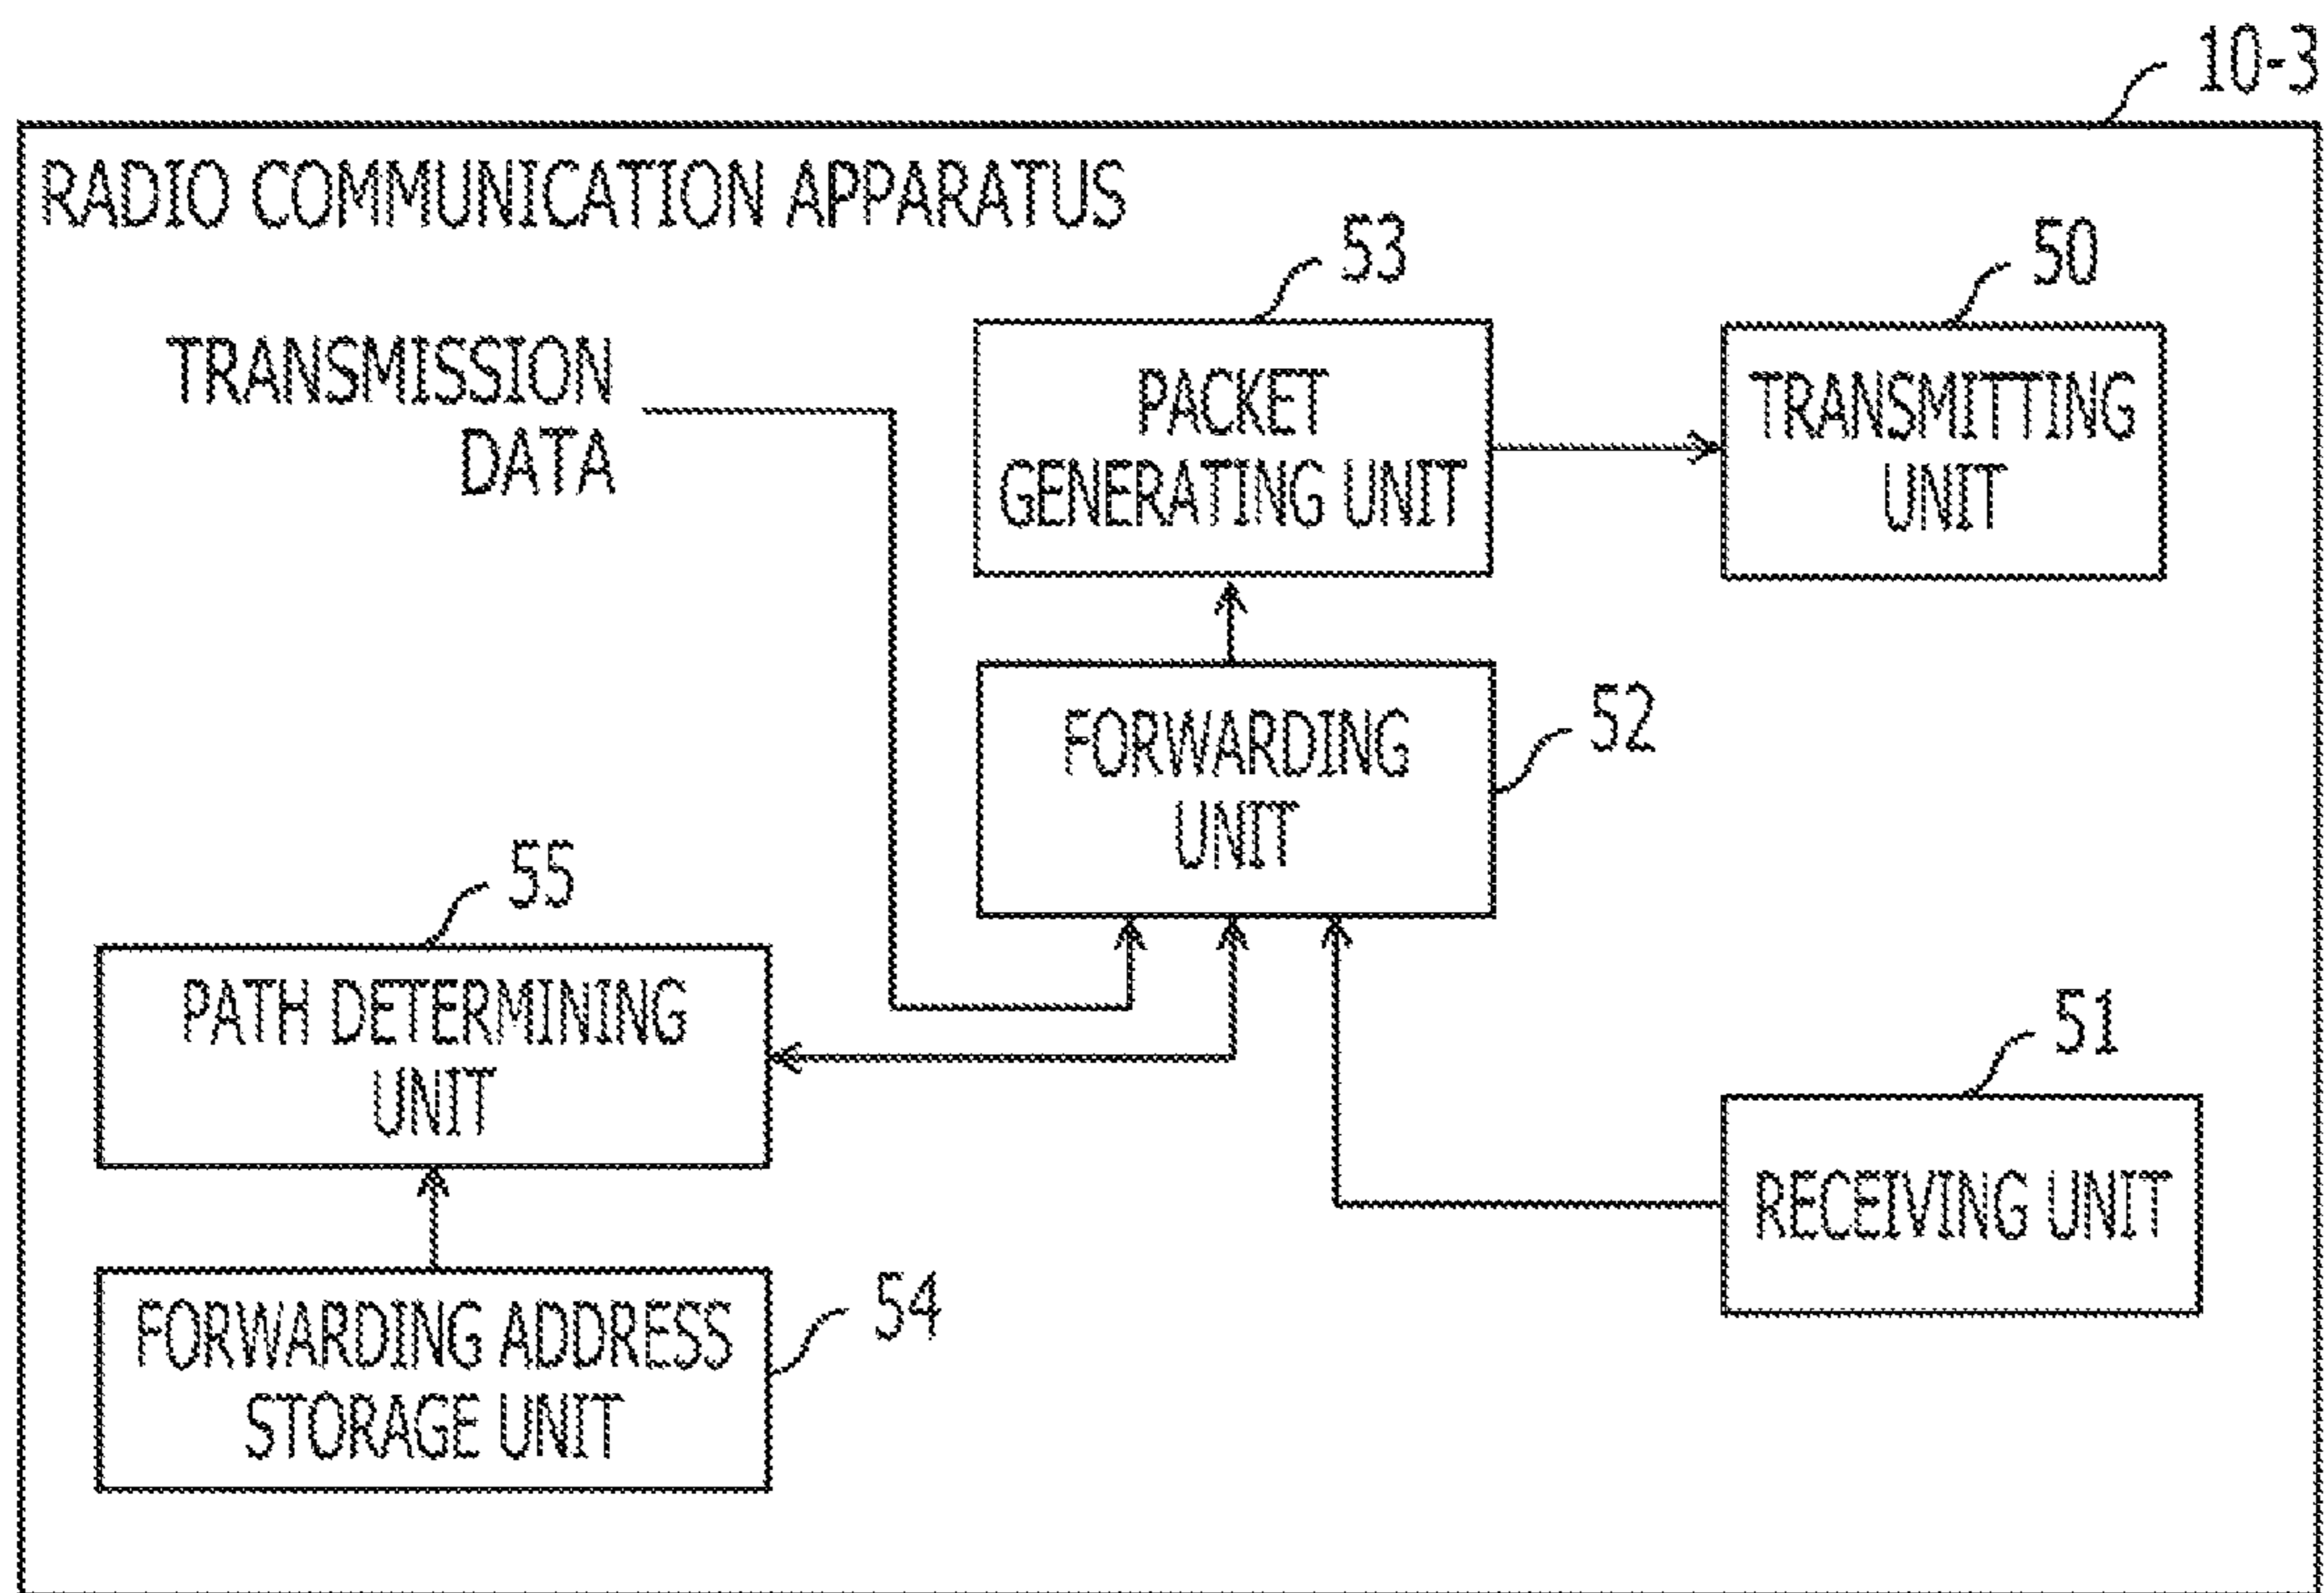 10-3
RADIO COMMUNICATION APPARATUS
53
50
TRANSMISSION
DATA
PACKET
GENERATING UNIT
TRANSMITTING
UNIT
52
FORWARDING
UNIT
55
PATH DETERMINING
UNIT
51
RECEIVING UNIT
54
FORWARDING ADDRESS
STORAGE UNIT